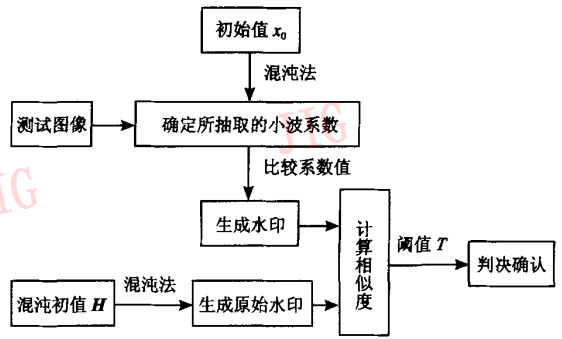 初始值 x₀
混沌法
测试图像
确定所抽取的小波系数
比较系数值
生成水印
计算相似度
阈值 T
判决确认
混沌初值 H
混沌法
生成原始水印
JIG
JIG